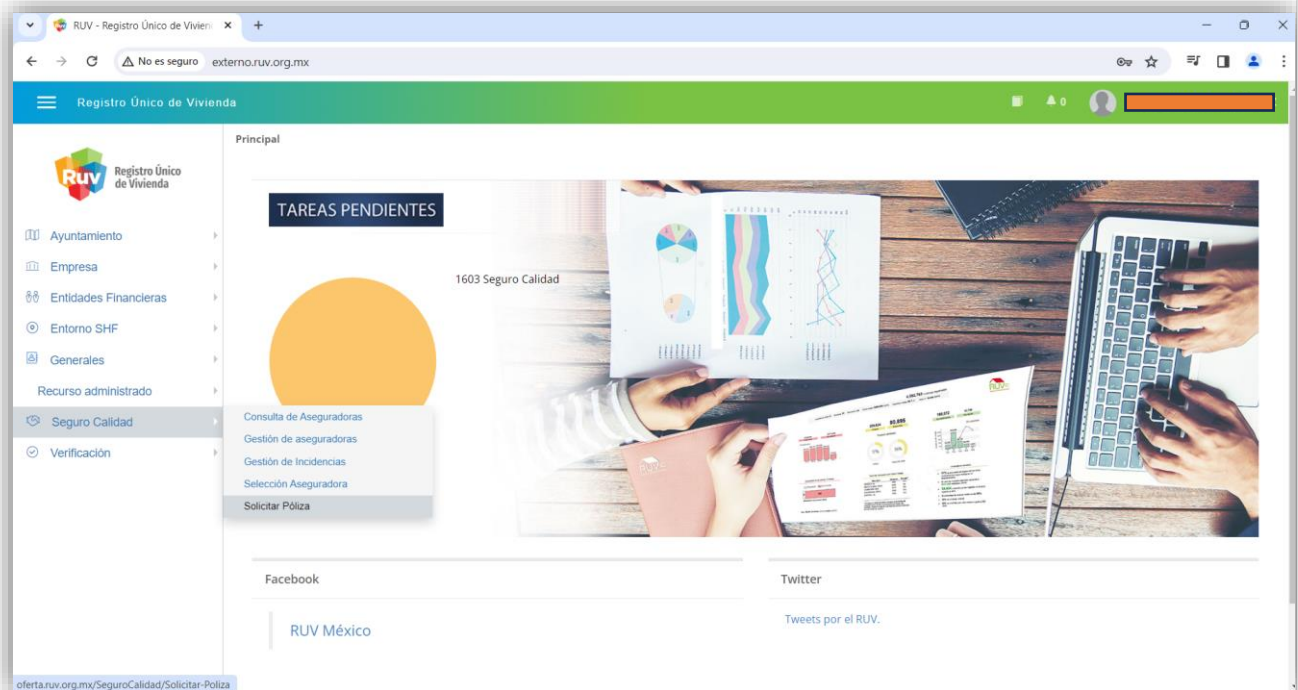 RUV - Registro Único de Vivien
No es seguro
externo.ruv.org.mx
Registro Único de Vivienda
0
Principal
Ruv
Registro Único
de Vivienda
TAREAS PENDIENTES
1603 Seguro Calidad
Ayuntamiento
Empresa
Entidades Financieras
Entorno SHF
Generales
Recurso administrado
Seguro Calidad
Verificación
Consulta de Aseguradoras
Gestión de aseguradoras
Gestión de Incidencias
Selección Aseguradora
Solicitar Póliza
Facebook
Twitter
RUV México
Tweets por el RUV.
oferta.ruv.org.mx/SeguroCalidad/Solicitar-Poliza